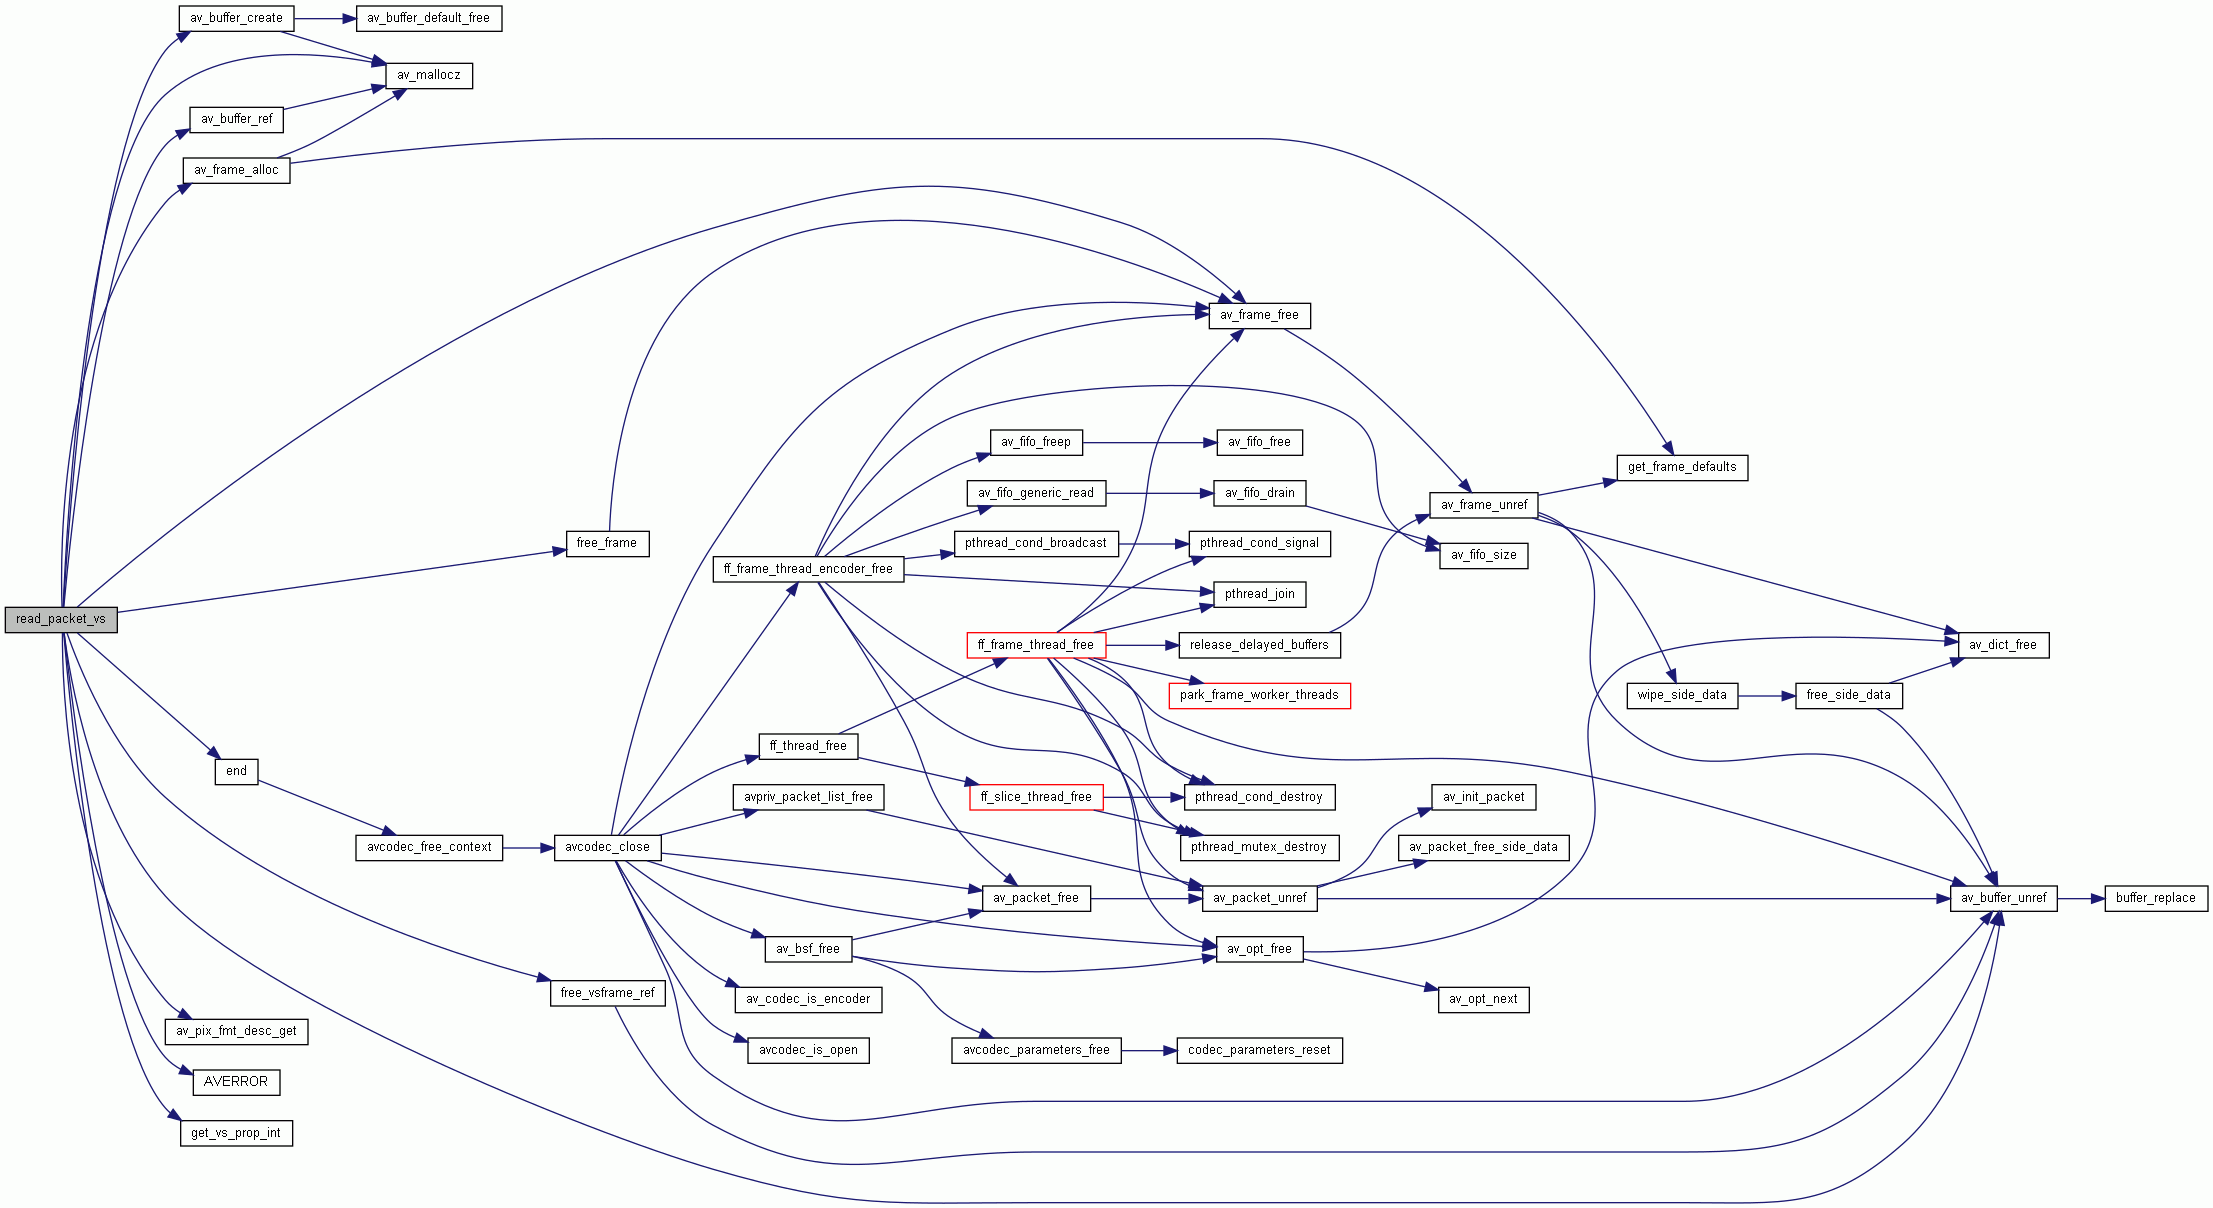 read_packet_vs
av_buffer_create
av_buffer_default_free
av_mallocz
av_buffer_ref
av_frame_alloc
av_frame_free
free_frame
ff_frame_thread_encoder_free
av_fifo_freep
av_fifo_free
av_fifo_generic_read
av_fifo_drain
pthread_cond_broadcast
pthread_cond_signal
pthread_join
av_fifo_size
get_frame_defaults
av_frame_unref
ff_frame_thread_free
release_delayed_buffers
park_frame_worker_threads
wipe_side_data
free_side_data
av_dict_free
end
avcodec_free_context
avcodec_close
ff_thread_free
avpriv_packet_list_free
ff_slice_thread_free
pthread_cond_destroy
pthread_mutex_destroy
av_init_packet
av_packet_free_side_data
av_packet_free
av_packet_unref
av_buffer_unref
buffer_replace
av_bsf_free
av_opt_free
av_opt_next
av_codec_is_encoder
avcodec_is_open
avcodec_parameters_free
codec_parameters_reset
free_vsframe_ref
av_pix_fmt_desc_get
AVERROR
get_vs_prop_int